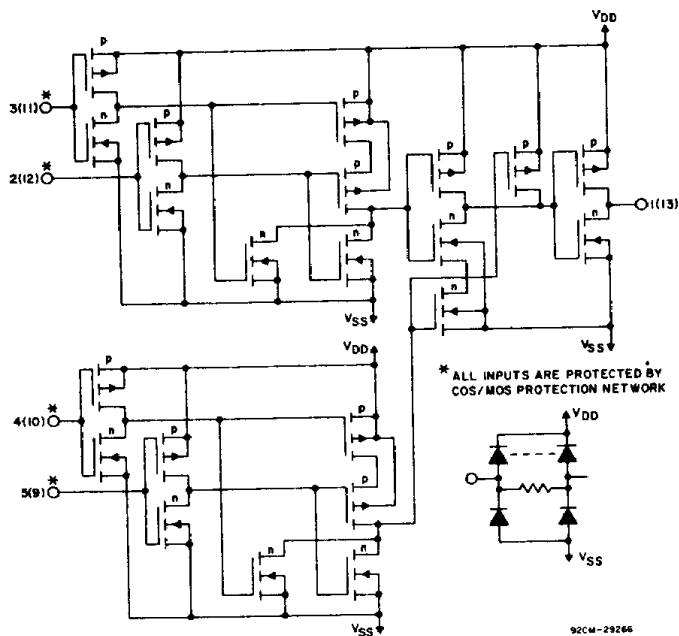 VDD
p
p
p
p
p
*
3(11)
n
p
*
2(12)
n
p
n
1(13)
n
n
n
n
VSS
VDD
VSS
* ALL INPUTS ARE PROTECTED BY
COS/MOS PROTECTION NETWORK
p
p
*
4(10)
n
p
VDD
*
5(9)
n
p
n
n
VSS
VSS
92CM-29266